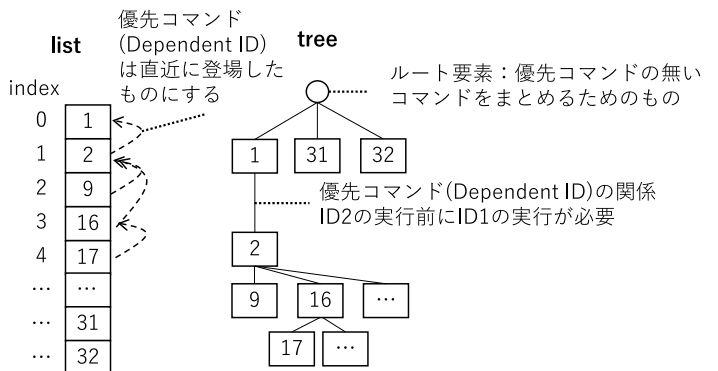 list
index
0 1
1 2
2 9
3 16
4 17
… …
… 31
… 32
優先コマンド
(Dependent ID)
は直近に登場した
ものにする
tree
ルート要素：優先コマンドの無い
コマンドをまとめるためのもの
1 31 32
優先コマンド(Dependent ID)の関係
ID2の実行前にID1の実行が必要
2
9 16 …
17 …